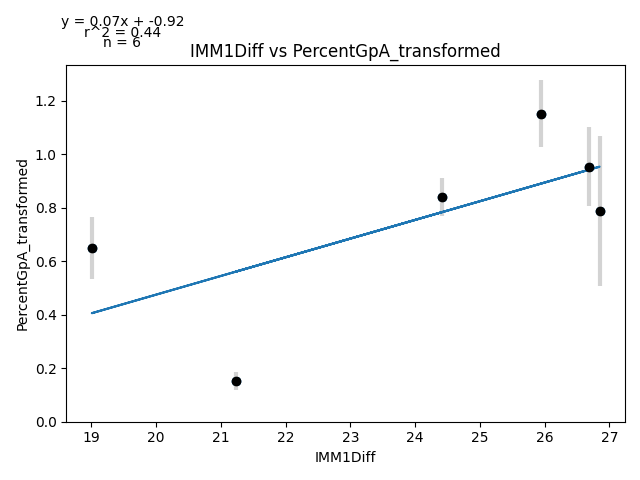 y = 0.07x + -0.92
r^2 = 0.44
n = 6
IMM1Diff vs PercentGpA_transformed
PercentGpA_transformed
1.2
1.0
0.8
0.6
0.4
0.2
0.0
19 20 21 22 23 24 25 26 27
IMM1Diff